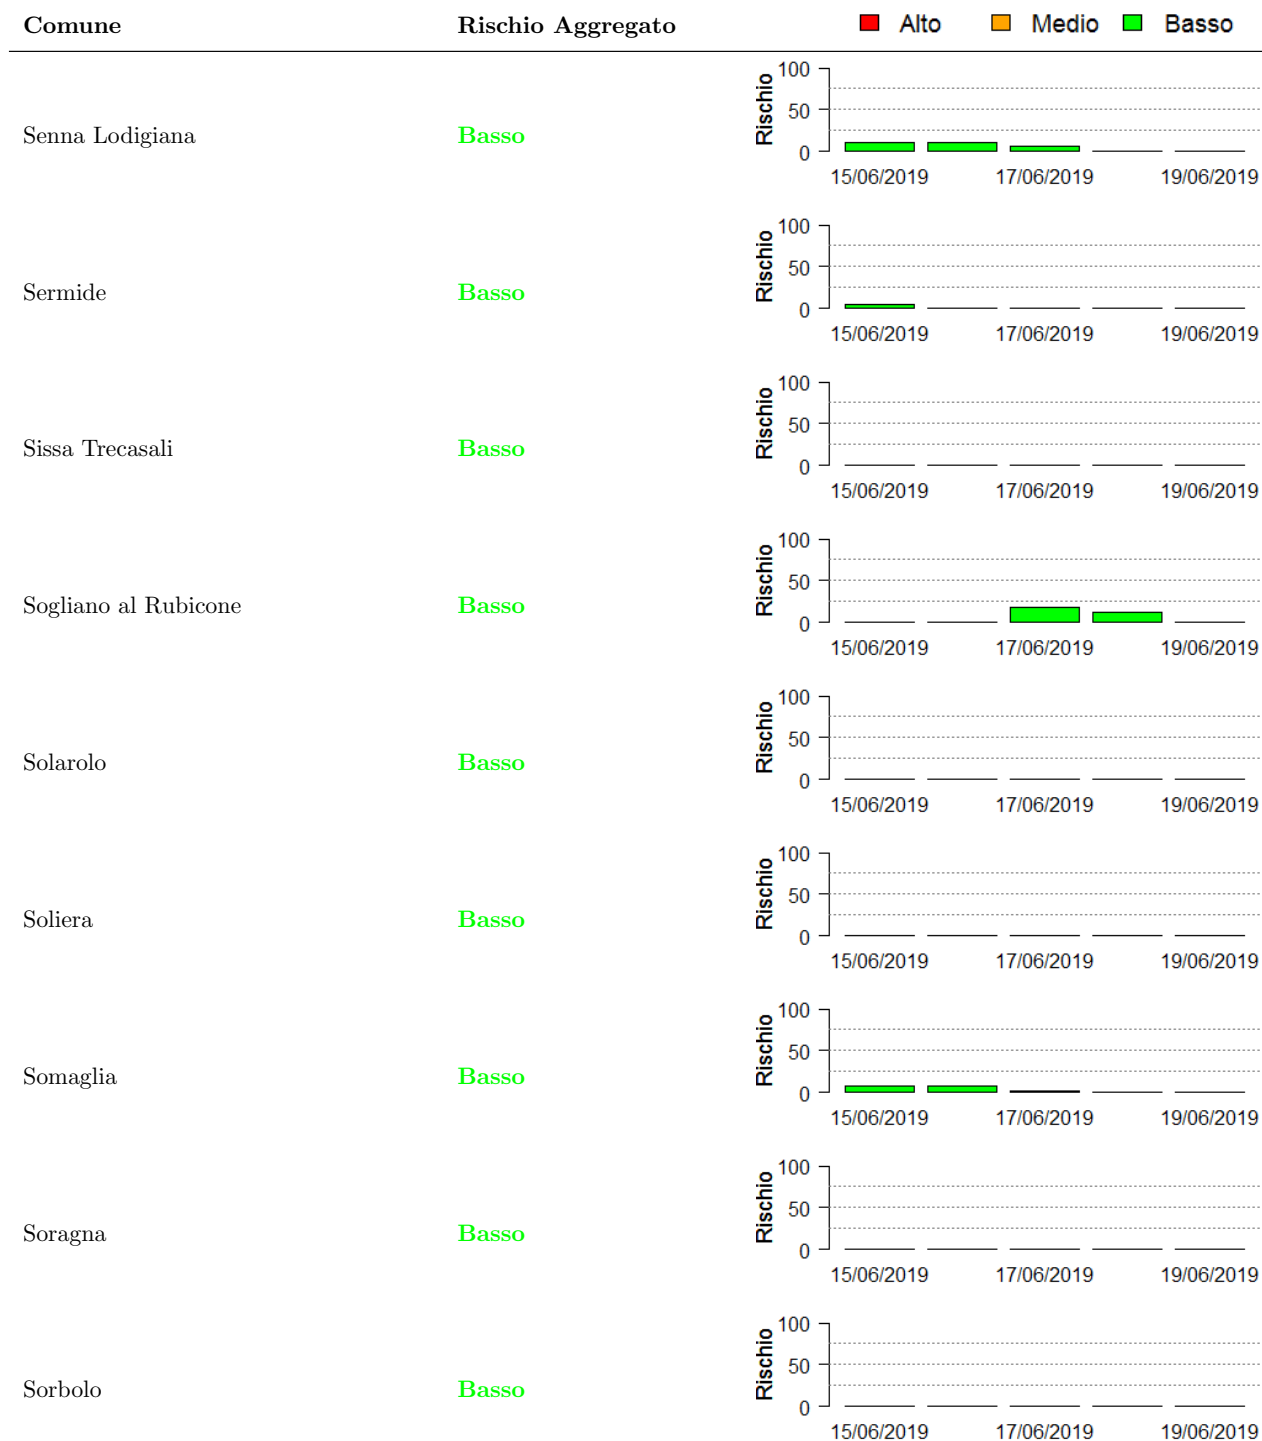 Comune Rischio Aggregato Alto Medio Basso
Senna Lodigiana Basso Rischio 100 50 0
15/06/2019 17/06/2019 19/06/2019
Sermide Basso Rischio 100 50 0
15/06/2019 17/06/2019 19/06/2019
Sissa Trecasali Basso Rischio 100 50 0
15/06/2019 17/06/2019 19/06/2019
Sogliano al Rubicone Basso Rischio 100 50 0
15/06/2019 17/06/2019 19/06/2019
Solarolo Basso Rischio 100 50 0
15/06/2019 17/06/2019 19/06/2019
Soliera Basso Rischio 100 50 0
15/06/2019 17/06/2019 19/06/2019
Somaglia Basso Rischio 100 50 0
15/06/2019 17/06/2019 19/06/2019
Soragna Basso Rischio 100 50 0
15/06/2019 17/06/2019 19/06/2019
Sorbolo Basso Rischio 100 50 0
15/06/2019 17/06/2019 19/06/2019